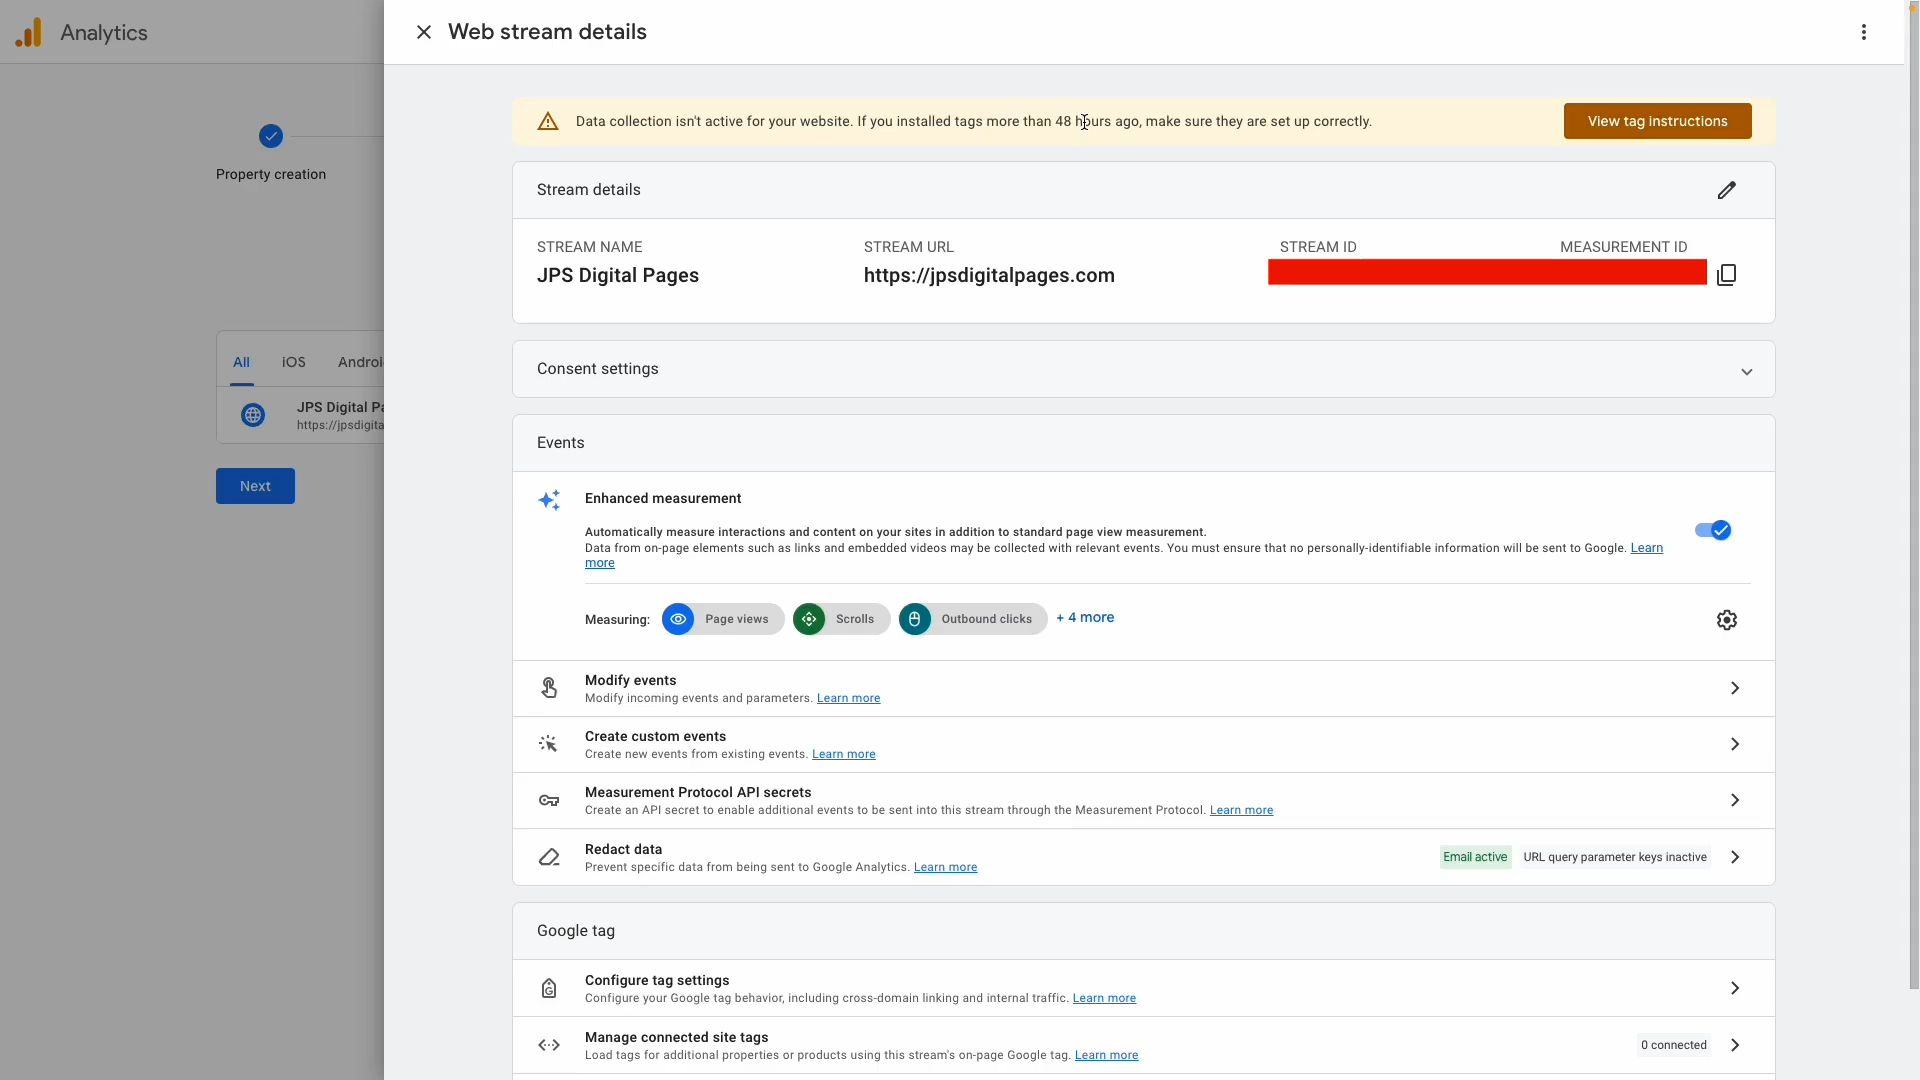 Analytics
Web stream details
Data collection isn't active for your website. If you installed tags more than 48 hours ago, make sure they are set up correctly.
View tag instructions
Property creation
Stream details
STREAM NAME
STREAM URL
STREAM ID
MEASUREMENT ID
JPS Digital Pages
https://jpsdigitalpages.com
All
iOS
Androi
Consent settings
JPS Digital Pa
https://jpsdigita
Next
Events
Enhanced measurement
Automatically measure interactions and content on your sites in addition to standard page view measurement.
Data from on-page elements such as links and embedded videos may be collected with relevant events. You must ensure that no personally-identifiable information will be sent to Google. Learn
more
Measuring:
Page views
Scrolls
Outbound clicks
+ 4 more
Modify events
Modify incoming events and parameters. Learn more
Create custom events
Create new events from existing events. Learn more
Measurement Protocol API secrets
Create an API secret to enable additional events to be sent into this stream through the Measurement Protocol. Learn more
Redact data
Prevent specific data from being sent to Google Analytics. Learn more
Email active
URL query parameter keys inactive
Google tag
Configure tag settings
Configure your Google tag behavior, including cross-domain linking and internal traffic. Learn more
Manage connected site tags
Load tags for additional properties or products using this stream's on-page Google tag. Learn more
0 connected